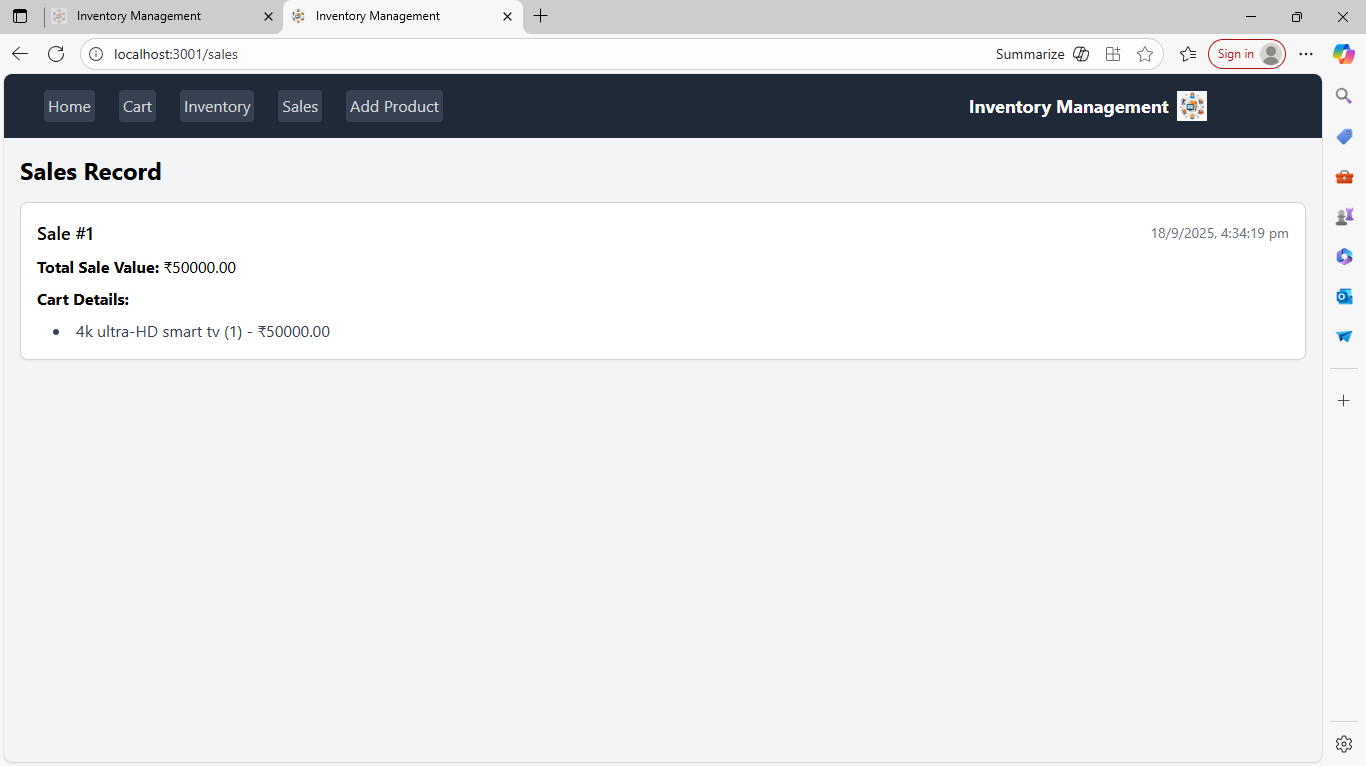 Inventory Management
Inventory Management
localhost:3001/sales
Summarize
Sign in
Home Cart Inventory Sales Add Product Inventory Management
Sales Record
Sale #1 18/9/2025, 4:34:19 pm
Total Sale Value: ₹50000.00
Cart Details:
• 4k ultra-HD smart tv (1) - ₹50000.00